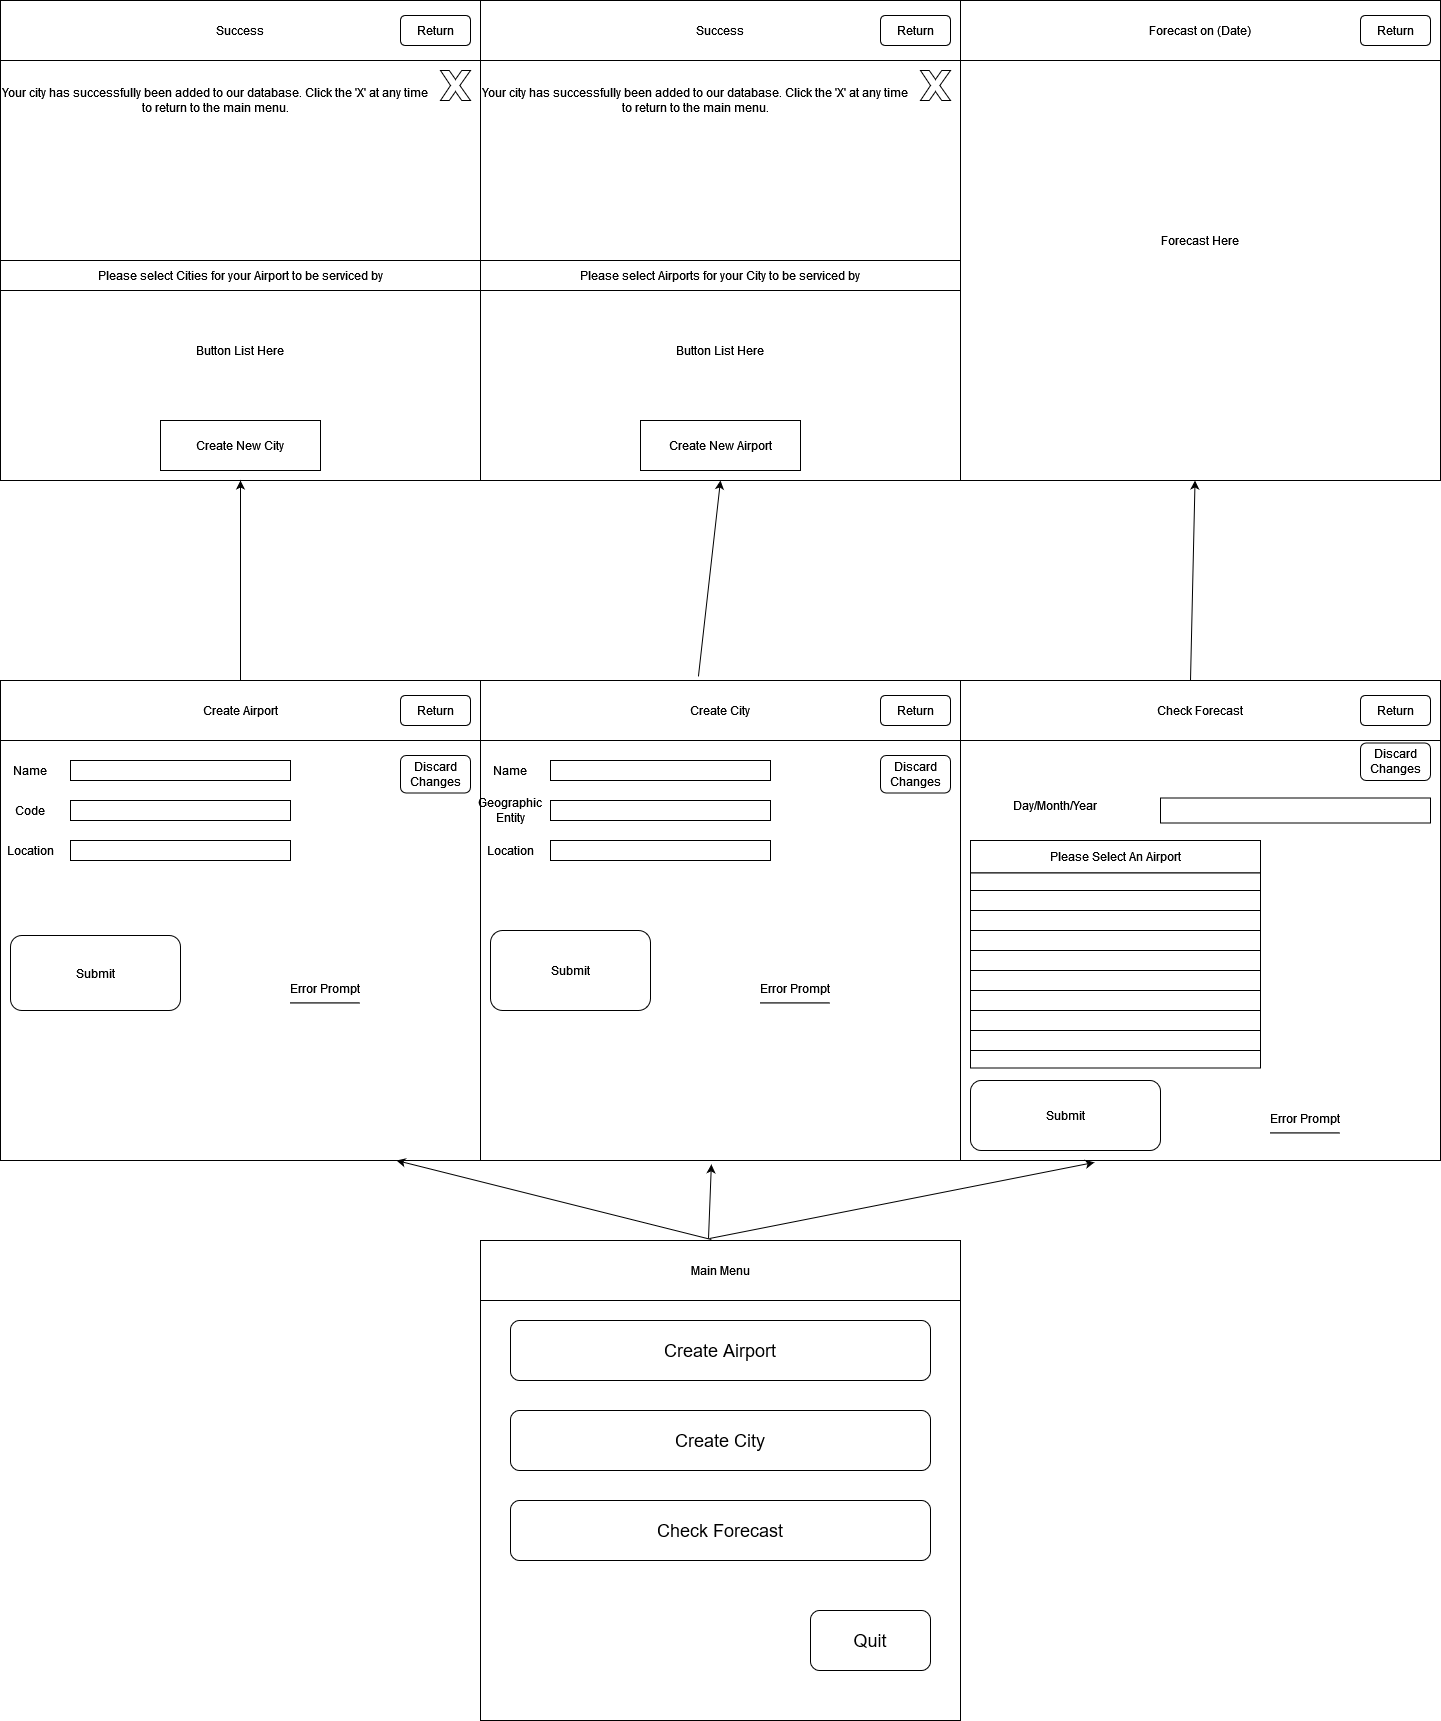 Success
Return
Your city has successfully been added to our database. Click the 'X' at any time
to return to the main menu.
X
Please select Cities for your Airport to be serviced by
Button List Here
Create New City
Success
Return
Your city has successfully been added to our database. Click the 'X' at any time
to return to the main menu.
X
Please select Airports for your City to be serviced by
Button List Here
Create New Airport
Forecast on (Date)
Return
Forecast Here
Create Airport
Return
Discard
Changes
Name
Code
Location
Submit
Error Prompt
Create City
Return
Discard
Changes
Name
Geographic
Entity
Location
Submit
Error Prompt
Check Forecast
Return
Discard
Changes
Day/Month/Year
Please Select An Airport
Submit
Error Prompt
Main Menu
Create Airport
Create City
Check Forecast
Quit